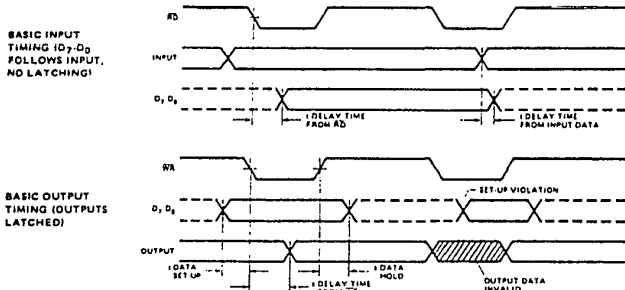 BASIC INPUT
TIMING (D7-D0
FOLLOWS INPUT,
NO LATCHING)
RD
INPUT
D7, D0
t DELAY TIME
FROM RD
t DELAY TIME
FROM INPUT DATA
BASIC OUTPUT
TIMING (OUTPUTS
LATCHED)
WR
D7, D0
SET-UP VIOLATION
OUTPUT
t DATA
SET-UP
t DATA
HOLD
t DELAY TIME
OUTPUT DATA
INVALID